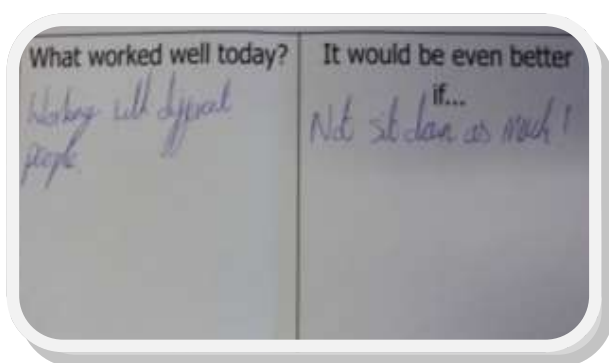 What worked well today?
Working with different
people
It would be even better
if...
Not sit down as much!